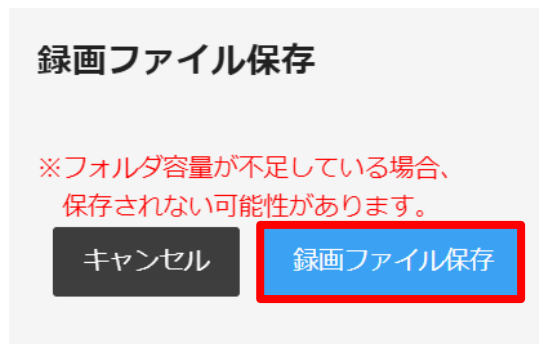 録画ファイル保存
※フォルダ容量が不足している場合、
保存されない可能性があります。
キャンセル 録画ファイル保存